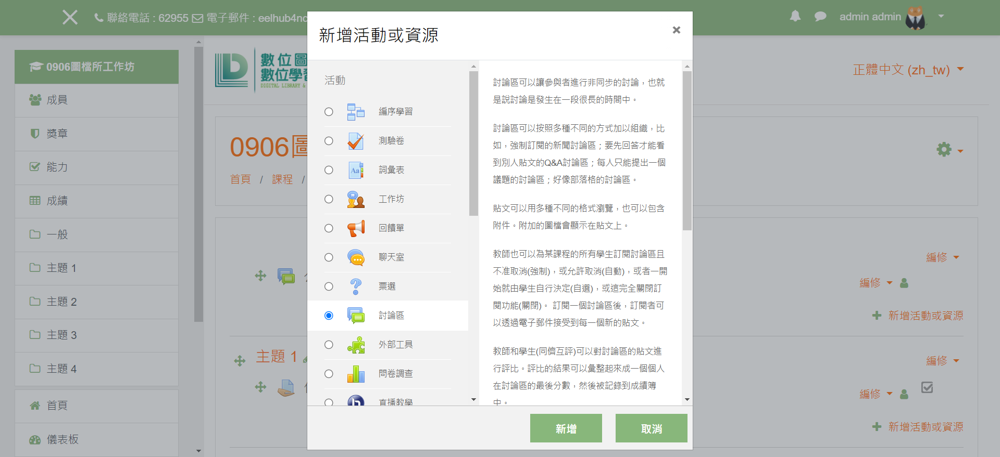 聯絡電話 : 62955 電子郵件 : eelhub4nc
admin admin
0906圖檔所工作坊
成員
獎章
能力
成績
一般
主題 1
主題 2
主題 3
主題 4
首頁
儀表板
數位圖
數位學習
DIGITAL LIBRARY &
正體中文 (zh_tw)
0906圖
首頁 / 課程 /
編修
編修
新增活動或資源
主題 1
編修
編修
新增活動或資源
新增活動或資源
×
活動
編序學習
測驗卷
詞彙表
工作坊
回饋單
聊天室
票選
討論區
外部工具
問卷調查
直播教學
討論區可以讓參與者進行非同步的討論，也就
是說討論是發生在一段很長的時間中。
討論區可以按照多種不同的方式加以組織，比
如，強制訂閱的新聞討論區；要先回答才能看
到別人貼文的Q&A討論區；每人只能提出一個
議題的討論區；好像部落格的討論區。
貼文可以用多種不同的格式瀏覽，也可以包含
附件。附加的圖檔會顯示在貼文上。
教師也可以為某課程的所有學生訂閱討論區且
不准取消(強制)，或允許取消(自動)，或者一開
始就由學生自行決定(自選)，或這完全關閉訂
閱功能(關閉)。 訂閱一個討論區後，訂閱者可
以透過電子郵件接受到每一個新的貼文。
教師和學生(同儕互評)可以對討論區的貼文進
行評比。評比的結果可以彙整起來成一個個人
在討論區的最後分數，然後被記錄到成績簿
中。
新增
取消